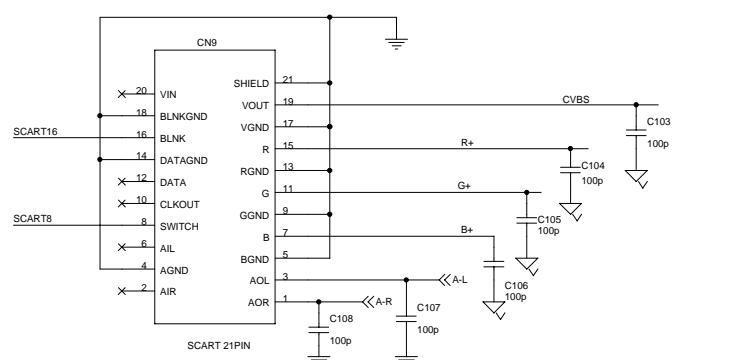 CN9
20 VIN
18 BLNKGND
SCART16 16 BLNK
14 DATAGND
12 DATA
10 CLKOUT
SCART8 8 SWITCH
6 AIL
4 AGND
2 AIR
SHIELD 21
VOUT 19 CVBS
VGND 17
R 15 R+
RGND 13
G 11 G+
GGND 9
B 7 B+
BGND 5
AOL 3 A-L
AOR 1 A-R
C103
100p
C104
100p
C105
100p
C106
100p
C107
100p
C108
100p
SCART 21PIN